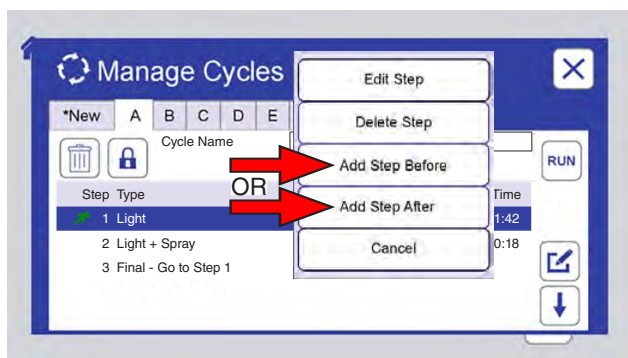 Manage Cycles
*New A B C D E
Cycle Name
RUN
Edit Step
Delete Step
Add Step Before
OR
Add Step After
Cancel
Step Type Time
1 Light 1:42
2 Light + Spray 0:18
3 Final - Go to Step 1